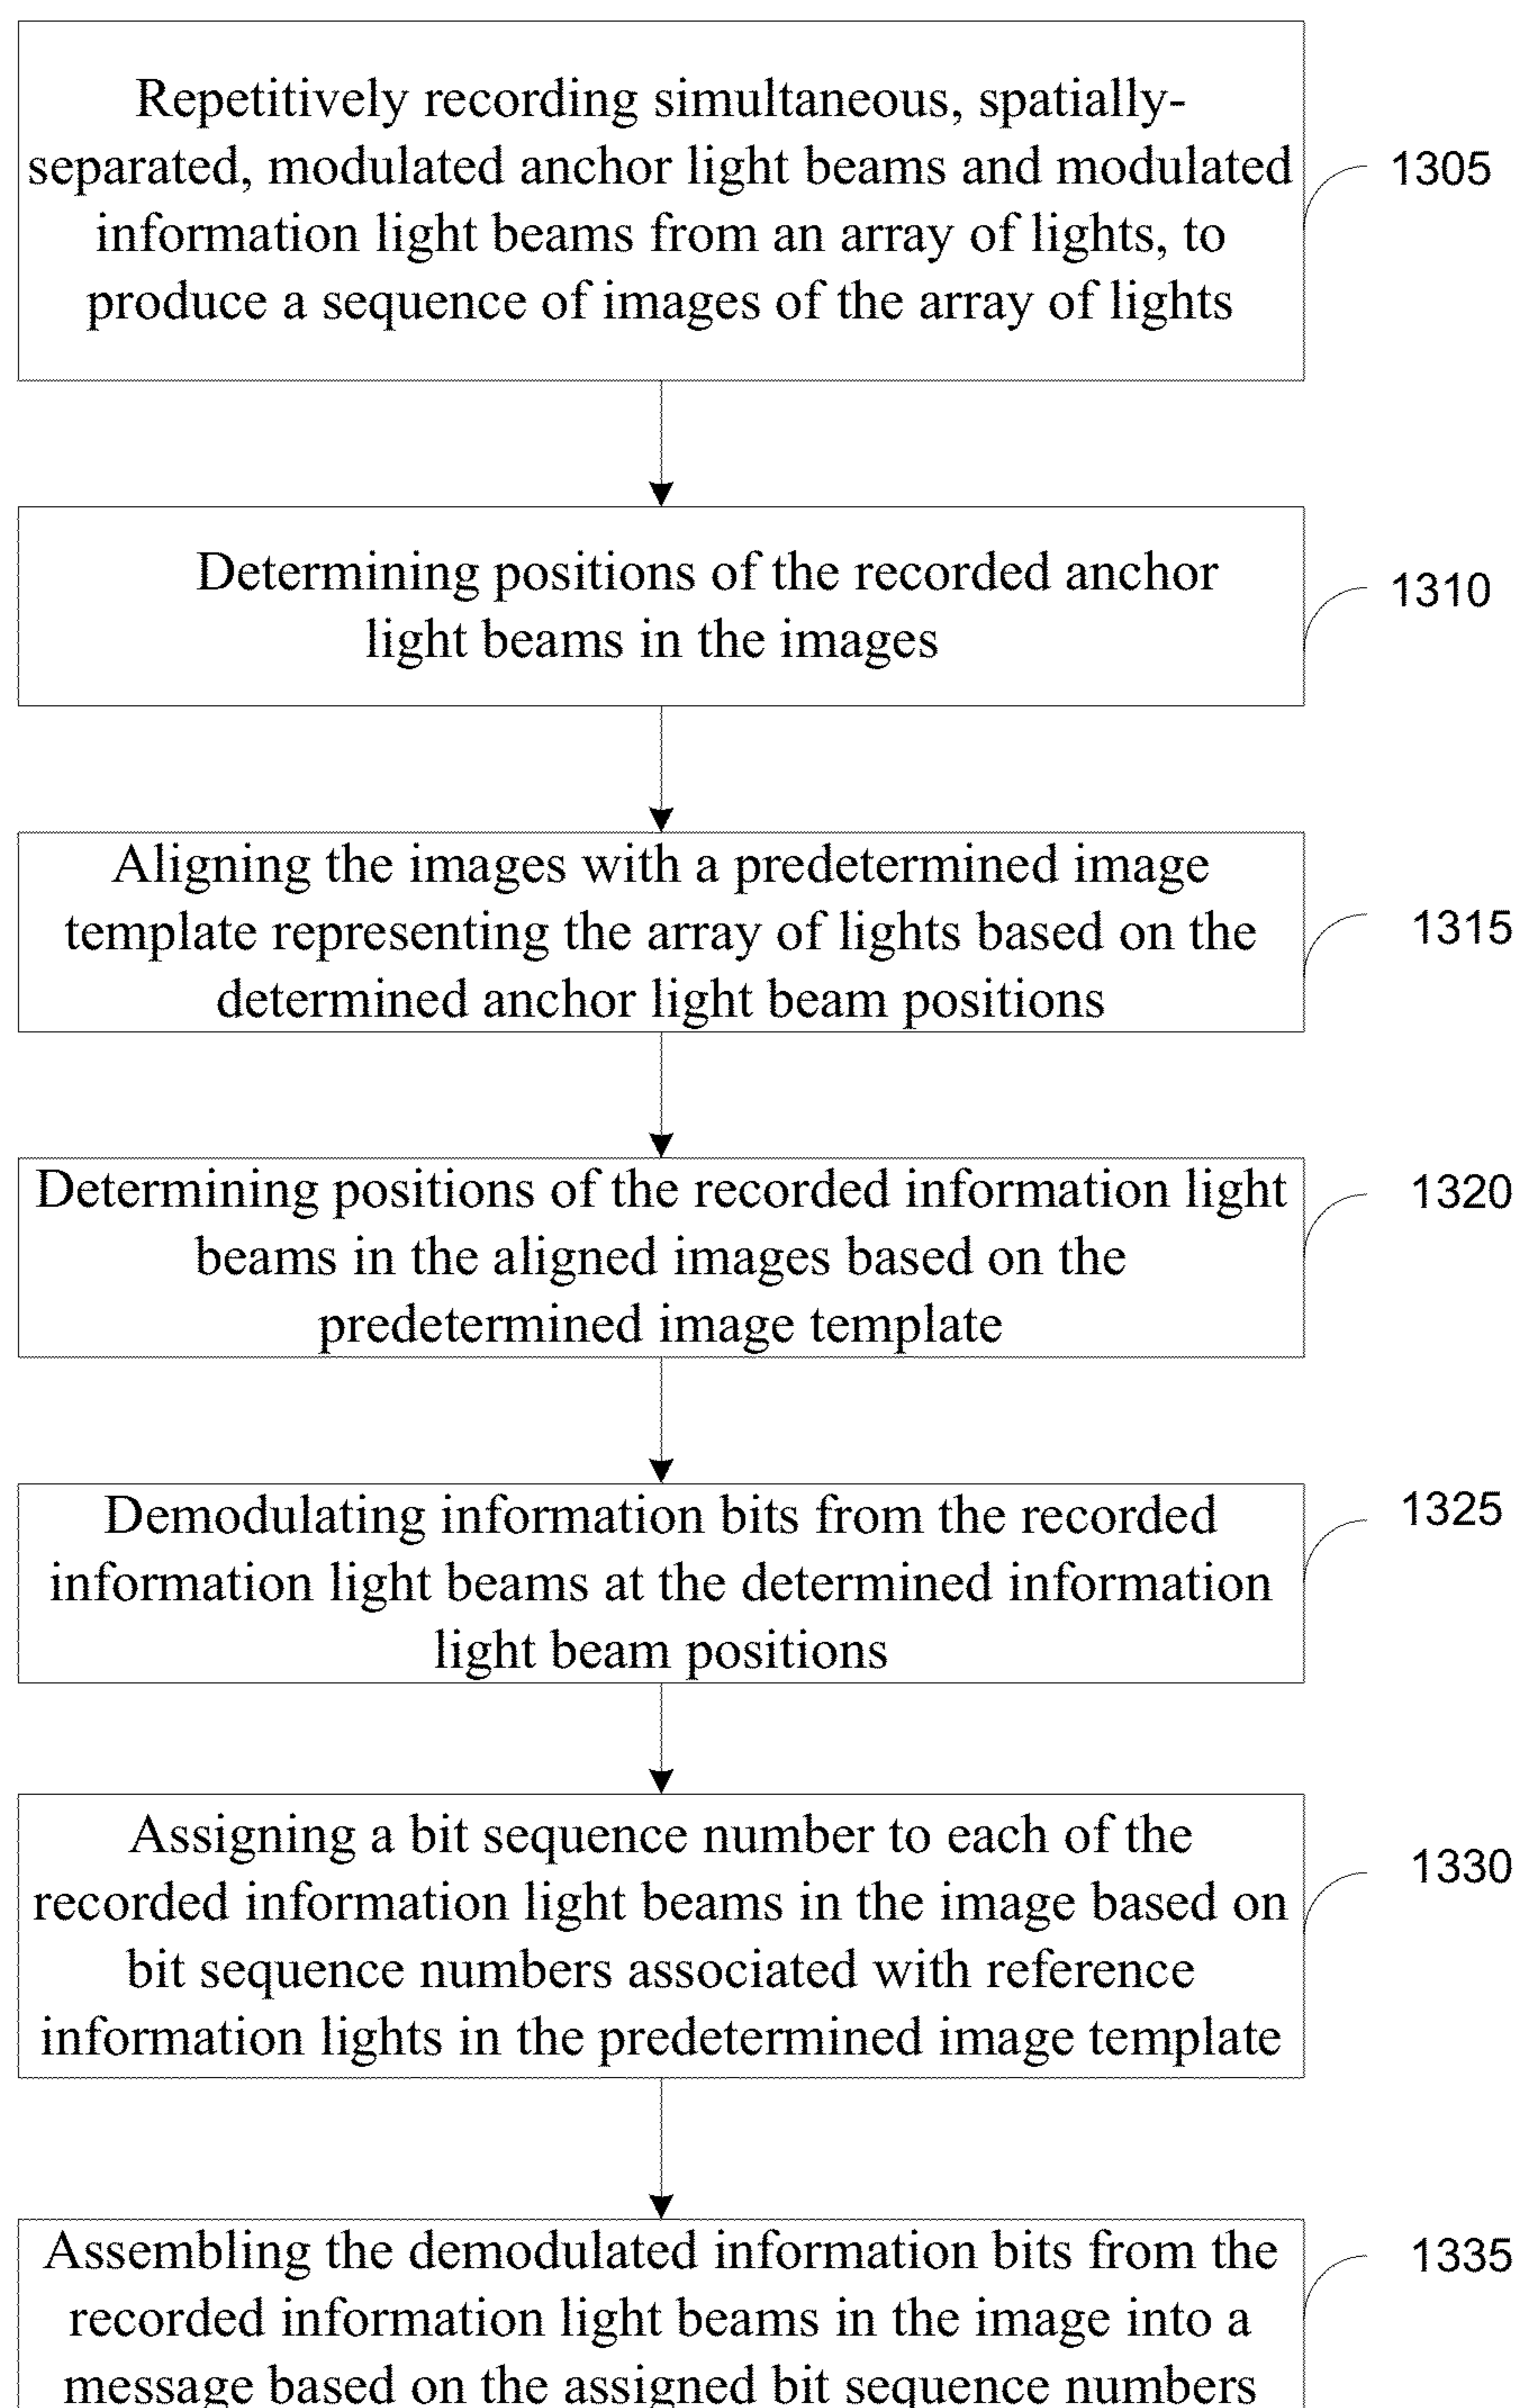 Repetitively recording simultaneous, spatially-
separated, modulated anchor light beams and modulated
information light beams from an array of lights, to
produce a sequence of images of the array of lights
1305
Determining positions of the recorded anchor
light beams in the images
1310
Aligning the images with a predetermined image
template representing the array of lights based on the
determined anchor light beam positions
1315
Determining positions of the recorded information light
beams in the aligned images based on the
predetermined image template
1320
Demodulating information bits from the recorded
information light beams at the determined information
light beam positions
1325
Assigning a bit sequence number to each of the
recorded information light beams in the image based on
bit sequence numbers associated with reference
information lights in the predetermined image template
1330
Assembling the demodulated information bits from the
recorded information light beams in the image into a
message based on the assigned bit sequence numbers
1335